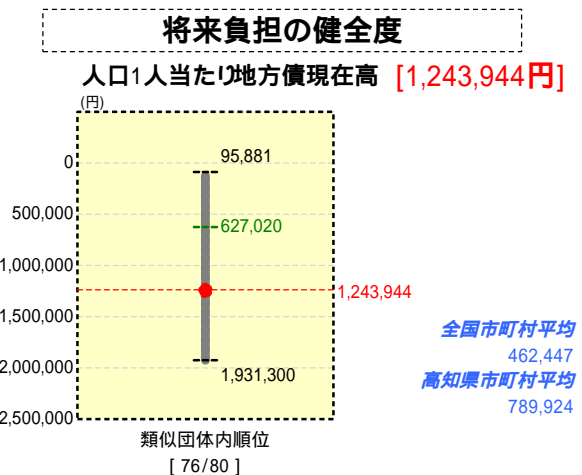 将来負担の健全度
人口1人当たり地方債現在高 [1,243,944円]
(円)
0
500,000
1,000,000
1,500,000
2,000,000
2,500,000
95,881
627,020
1,243,944
1,931,300
全国市町村平均
462,447
高知県市町村平均
789,924
類似団体内順位
[ 76/80 ]